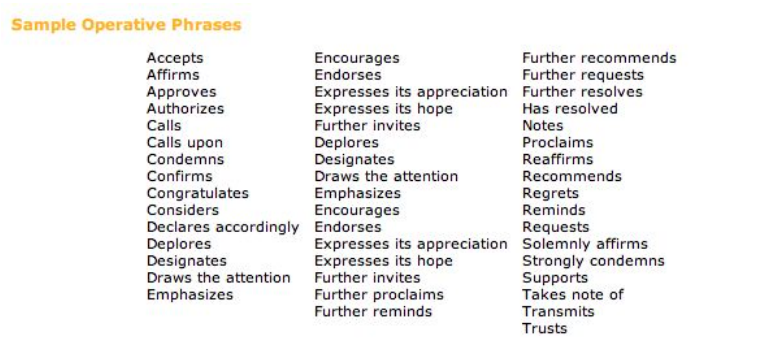 Sample Operative Phrases
Accepts
Affirms
Approves
Authorizes
Calls
Calls upon
Condemns
Confirms
Congratulates
Considers
Declares accordingly
Deplores
Designates
Draws the attention
Emphasizes
Encourages
Endorses
Expresses its appreciation
Expresses its hope
Further invites
Deplores
Designates
Draws the attention
Emphasizes
Encourages
Endorses
Expresses its appreciation
Expresses its hope
Further invites
Further proclaims
Further reminds
Further recommends
Further requests
Further resolves
Has resolved
Notes
Proclaims
Reaffirms
Recommends
Regrets
Reminds
Requests
Solemnly affirms
Strongly condemns
Supports
Takes note of
Transmits
Trusts